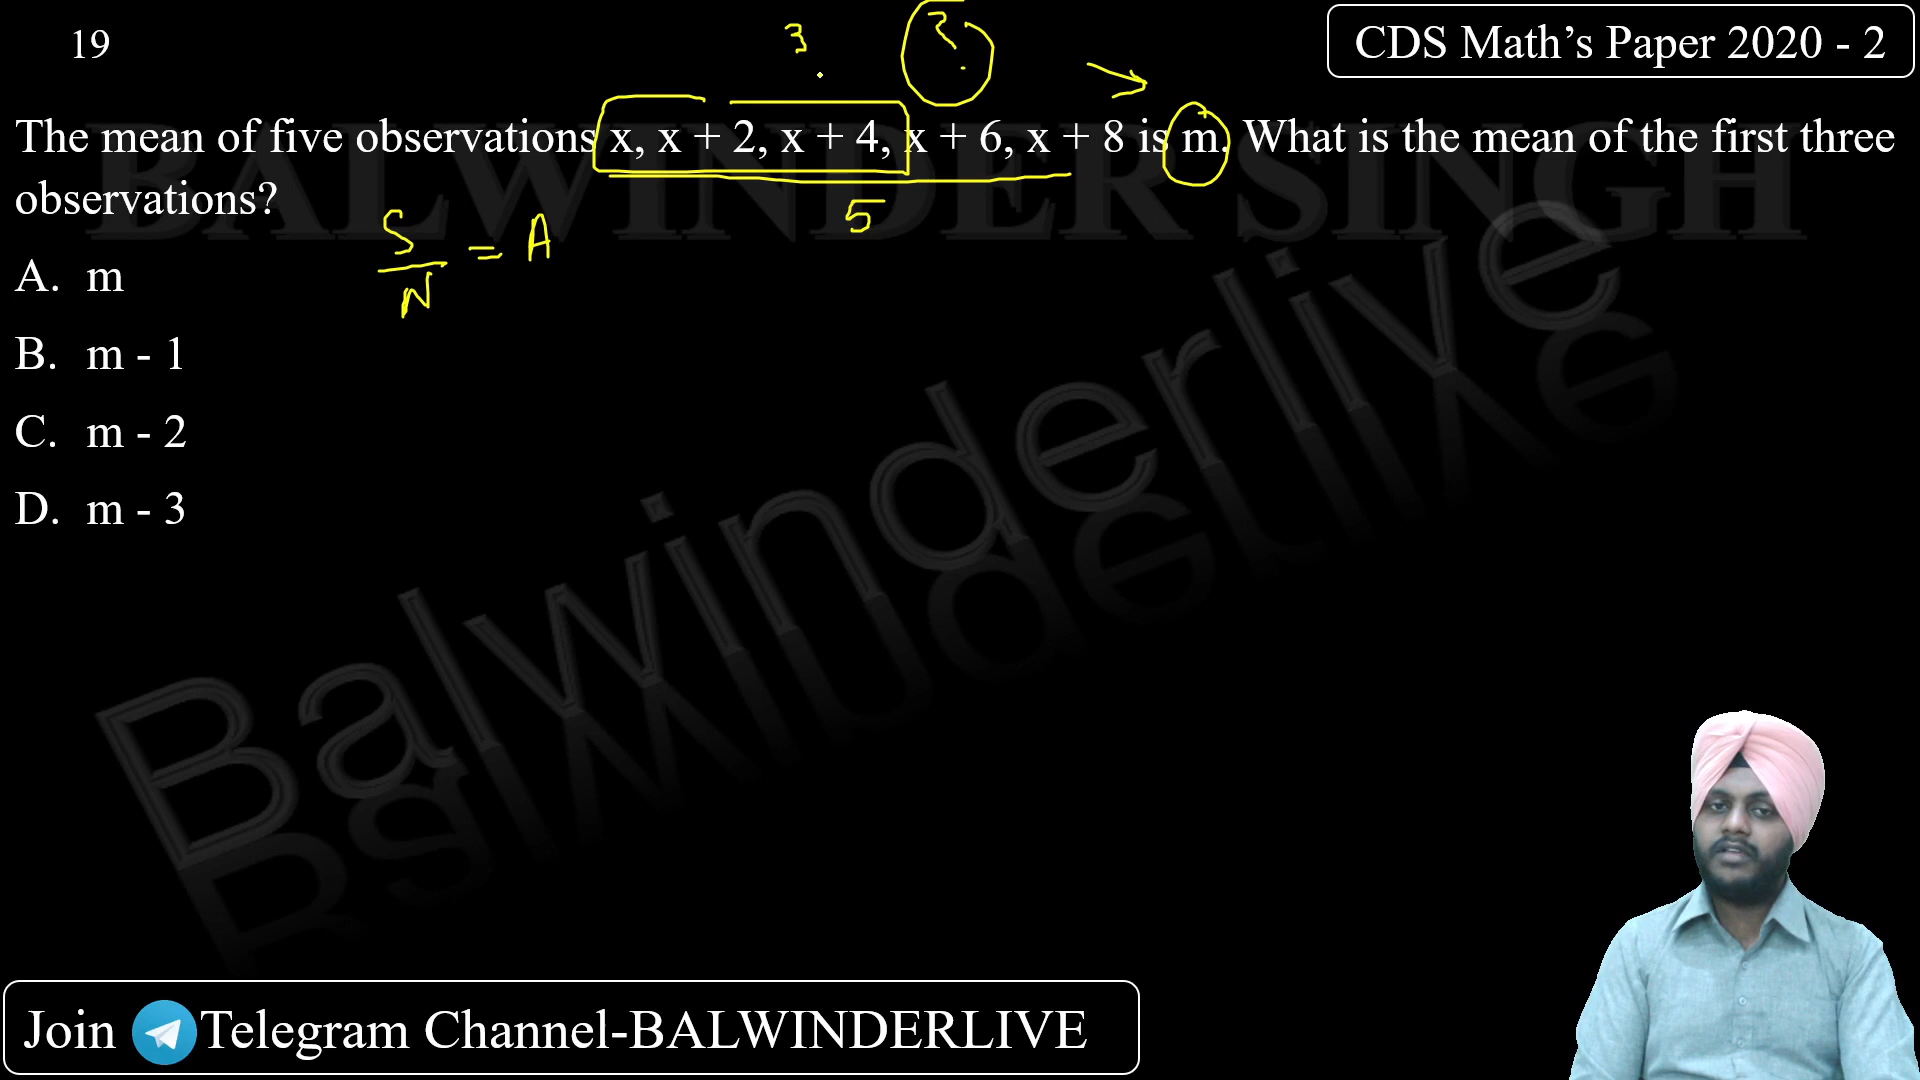 19
CDS Math’s Paper 2020 - 2
3
?
The mean of five observations x, x + 2, x + 4, x + 6, x + 8 is m. What is the mean of the first three
observations?
5
S/N = A
A. m
B. m - 1
C. m - 2
D. m - 3
BALWINDER SINGH
Balwinderlive
Join Telegram Channel-BALWINDERLIVE